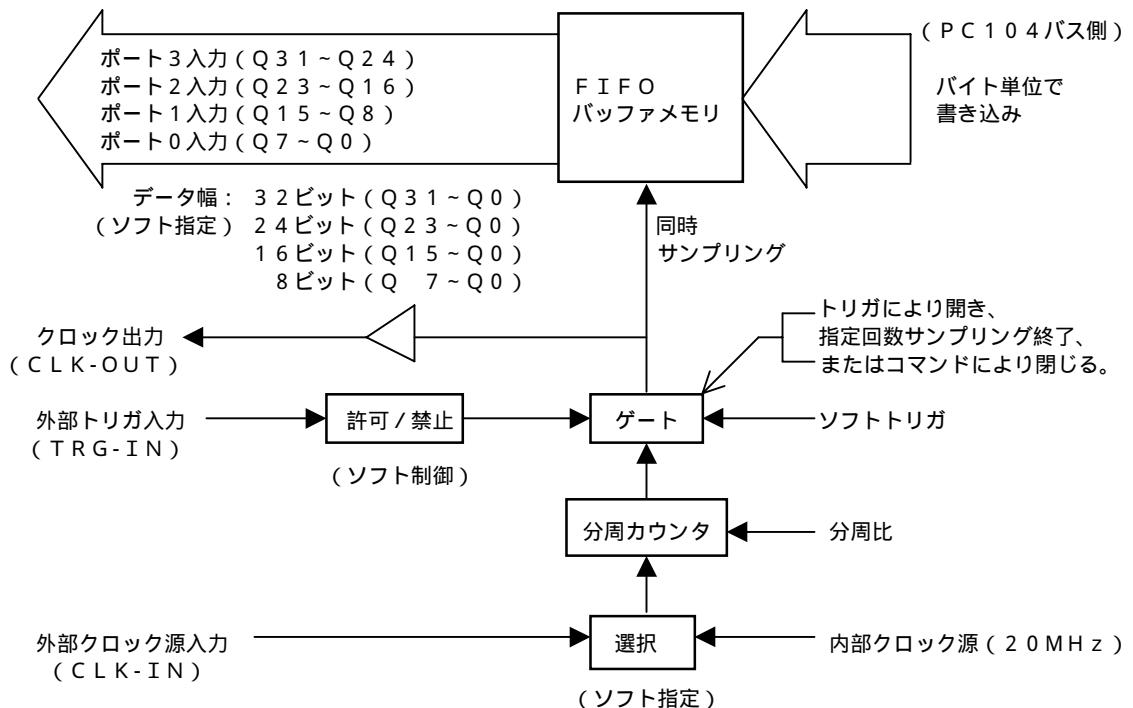 (PC104バス側)
ポート3入力(Q31~Q24)
ポート2入力(Q23~Q16)
ポート1入力(Q15~Q8)
ポート0入力(Q7~Q0)
FIFO
バッファメモリ
バイト単位で
書き込み
データ幅: 32ビット(Q31~Q0)
(ソフト指定) 24ビット(Q23~Q0)
16ビット(Q15~Q0)
8ビット(Q 7~Q0)
同時
サンプリング
クロック出力
(CLK-OUT)
トリガにより開き、
指定回数サンプリング終了、
またはコマンドにより閉じる。
外部トリガ入力
(TRG-IN)
許可/禁止
(ソフト制御)
ゲート
ソフトトリガ
分周カウンタ
分周比
外部クロック源入力
(CLK-IN)
選択
(ソフト指定)
内部クロック源(20MHz)